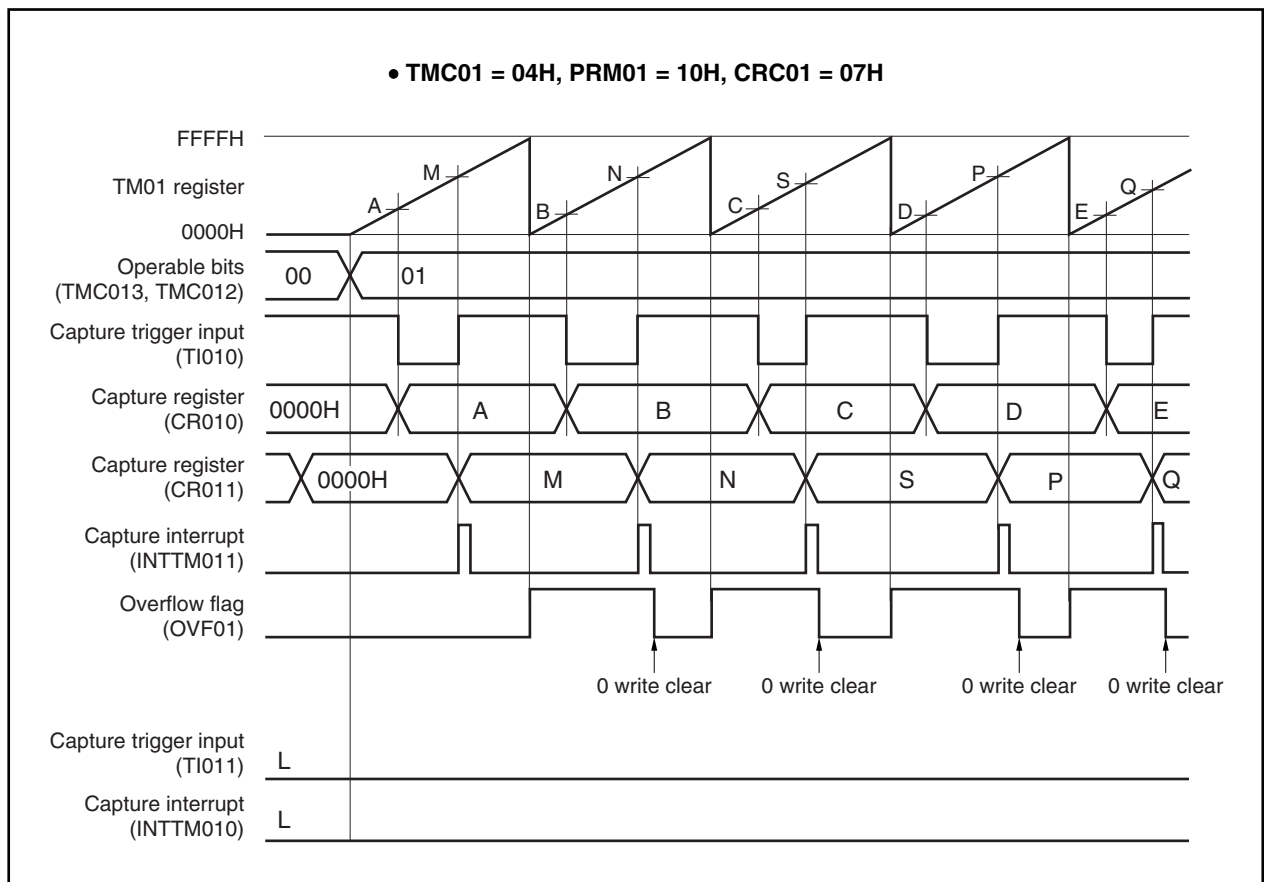 • TMC01 = 04H, PRM01 = 10H, CRC01 = 07H
FFFFH
TM01 register
0000H
A M B N C S D P E Q
Operable bits
(TMC013, TMC012)
00 01
Capture trigger input
(TI010)
Capture register
(CR010)
0000H A B C D E
Capture register
(CR011)
0000H M N S P Q
Capture interrupt
(INTTM011)
Overflow flag
(OVF01)
0 write clear 0 write clear 0 write clear 0 write clear
Capture trigger input
(TI011)
L
Capture interrupt
(INTTM010)
L